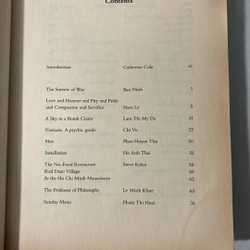 Contents
Introduction Catherine Cole xi
The Sorrow of War Bao Ninh 1
Love and Honour and Pity and Pride
and Compassion and Sacrifice Nam Le 5
A Sky in a Bomb Crater Lam Thi My Da 31
Vietnam: A psychic guide Chi Vu 33
Hue Phan Huyen Thu 50
Installation Ho Anh Thai 53
The No-Food Restaurant Steve Kelen 58
Red Dzao Village 59
At the Ho Chi Minh Mausoleum 62
The Professor of Philosophy Le Minh Khue 63
Sunday Menu Pham Thi Hoai 76